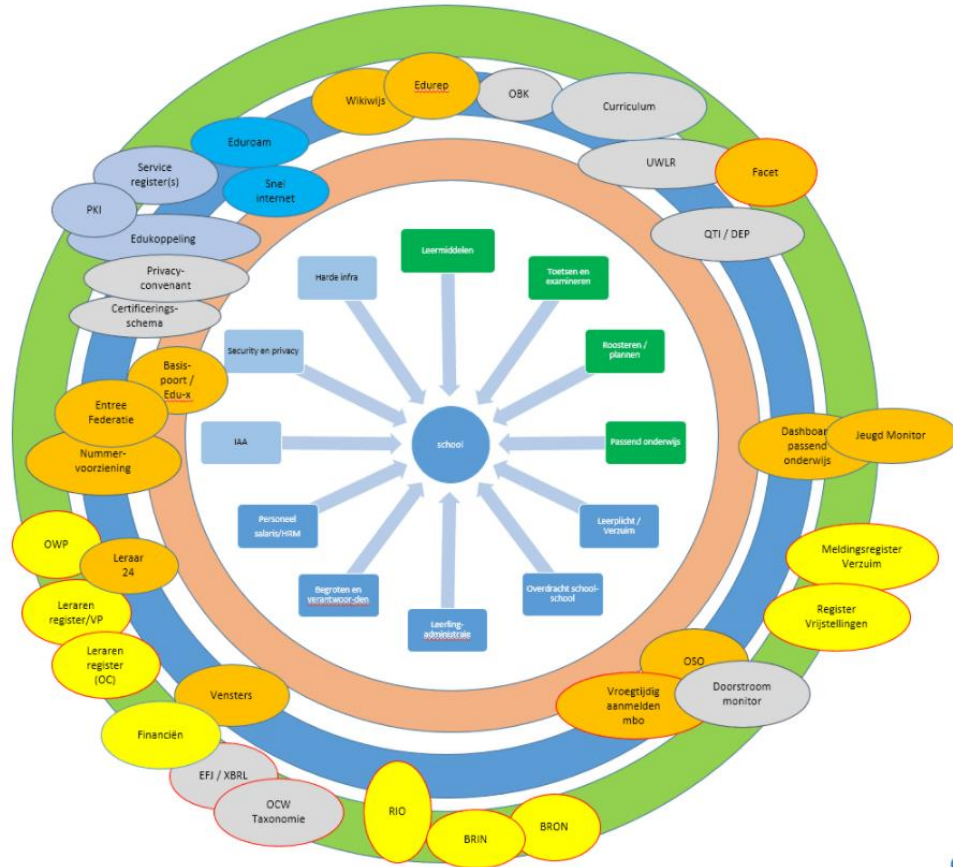 Wikiwijs
Edurep
OBK
Curriculum
Eduroam
UWLR
Facet
Service
register(s)
Snel
internet
PKI
QTI / DEP
Edukoppeling
Leermiddelen
Harde infra
Toetsen en
examineren
Privacy-
convenant
Certificerings-
schema
Security en privacy
Roosteren /
plannen
Basis-
poort /
Edu-x
Entree
Federatie
IAA
school
Passend onderwijs
Dashboar
passend
onderwijs
Jeugd Monitor
Nummer-
voorziening
Personeel
salaris/HRM
Leerplicht /
Verzuim
OWP
Leraar
24
Meldingsregister
Verzuim
Begroten en
verantwoor-den
Leerling-
administraie
Overdracht school-
school
Leraren
register/VP
Register
Vrijstellingen
Leraren
register
(OC)
OSO
Vensters
Vroegtijdig
aanmelden
mbo
Doorstroom
monitor
Financiën
EFJ / XBRL
OCW
Taxonomie
RIO
BRIN
BRON